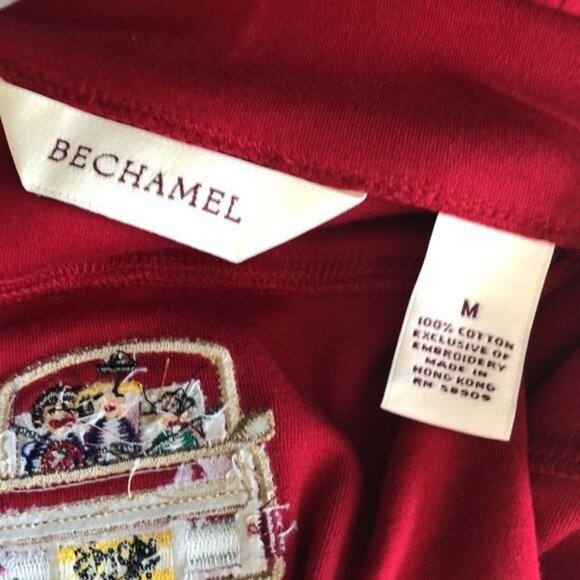 BECHAMEL
M
100% COTTON
EXCLUSIVE OF
EMBROIDERY
MADE IN
HONG KONG
RN 58909